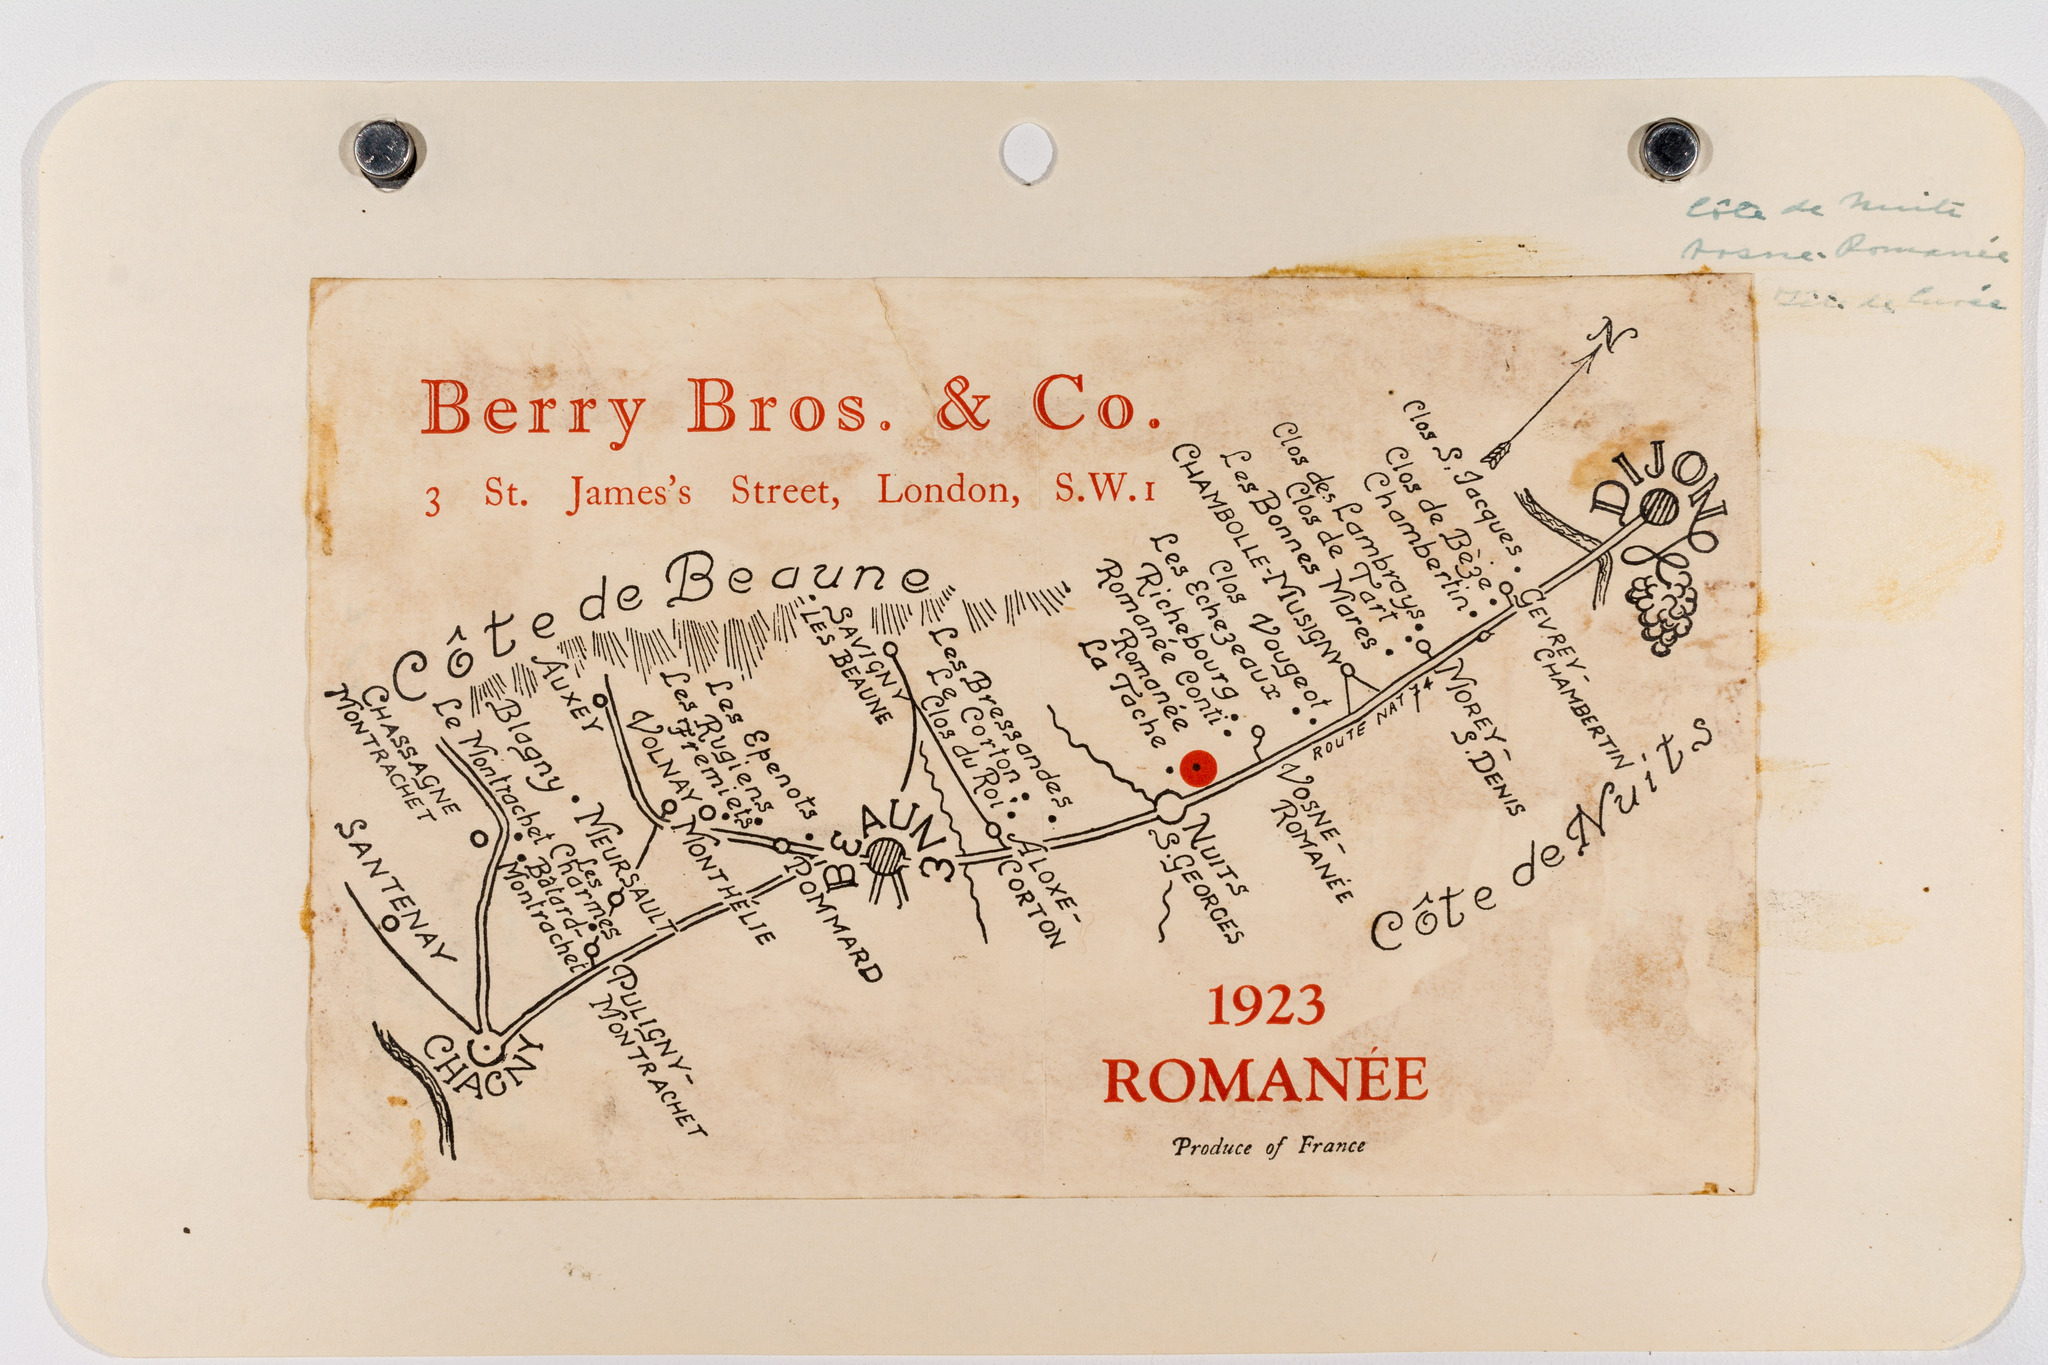 Côte de Nuits
Vosne-Romanée
Tête de Cuvée
Berry Bros. & Co.
3 St. James's Street, London, S.W.1
N
DIJON
Côte de Beaune
CHASSAGNE
MONTRACHET
Le Montrachet
Blagny
AUXEY
VOLNAY
Les Fremiets
Les Rugiens
Les Epenots
SAVIGNY
LES BEAUNE
Les Bressandes
Le Corton
Clos du Roi
La Tache
Romanée
Romanée Conti
Richebourg
Les Echezeaux
Clos Vougeot
CHAMBOLLE-MUSIGNY
Les Bonnes Mares
Clos de Tart
Clos des Lambrays
Chambertin
Clos de Bèze
Clos S. Jacques
GEVREY-
CHAMBERTIN
MOREY-
S. DENIS
ROUTE NAT 74
VOSNE-
ROMANÉE
NUITS
S. GEORGES
Côte de Nuits
ALOXE-
CORTON
BEAUNE
POMMARD
MONTHÉLIE
MEURSAULT
Les
Charmes
Bâtard-
Montrachet
PULIGNY-
MONTRACHET
SANTENAY
CHAGNY
1923
ROMANÉE
Produce of France